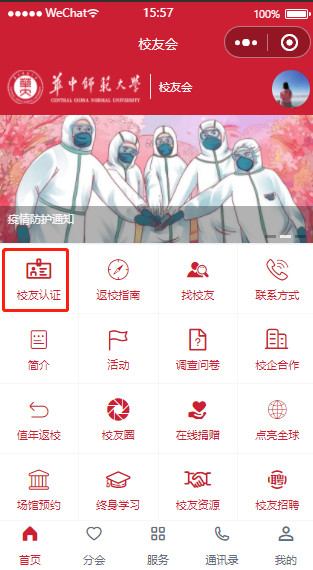 WeChat 15:57 100%
校友会
華中師範大學 校友会
CENTRAL CHINA NORMAL UNIVERSITY
疫情防护通知
校友认证 返校指南 找校友 联系方式
简介 活动 调查问卷 校企合作
值年返校 校友圈 在线捐赠 点亮全球
场馆预约 终身学习 校友资源 校友招聘
首页 分会 服务 通讯录 我的